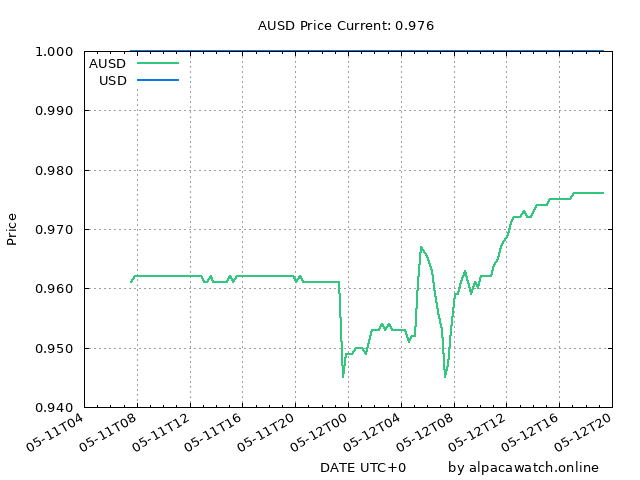 AUSD Price Current: 0.976
1.000
AUSD
USD
0.990
0.980
0.970
0.960
0.950
0.940
Price
05-11T04
05-11T08
05-11T12
05-11T16
05-11T20
05-12T00
05-12T04
05-12T08
05-12T12
05-12T16
05-12T20
DATE UTC+0
by alpacawatch.online